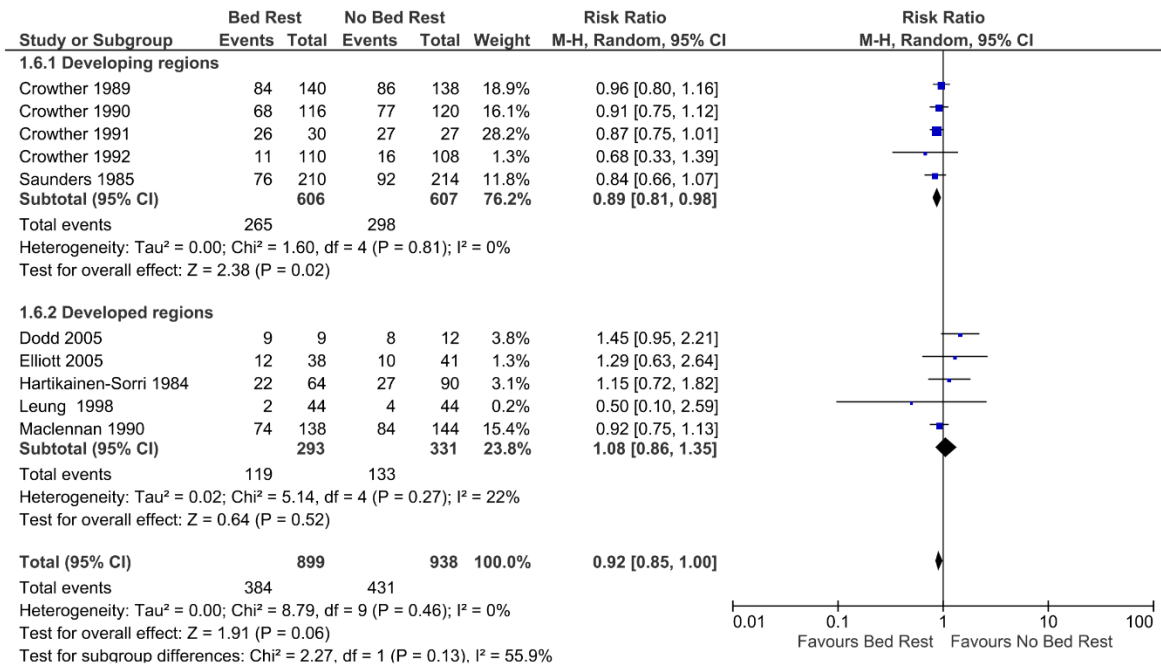 Bed Rest No Bed Rest Risk Ratio Risk Ratio
Study or Subgroup Events Total Events Total Weight M-H, Random, 95% CI M-H, Random, 95% CI
1.6.1 Developing regions
Crowther 1989 84 140 86 138 18.9% 0.96 [0.80, 1.16]
Crowther 1990 68 116 77 120 16.1% 0.91 [0.75, 1.12]
Crowther 1991 26 30 27 27 28.2% 0.87 [0.75, 1.01]
Crowther 1992 11 110 16 108 1.3% 0.68 [0.33, 1.39]
Saunders 1985 76 210 92 214 11.8% 0.84 [0.66, 1.07]
Subtotal (95% CI) 606 607 76.2% 0.89 [0.81, 0.98]
Total events 265 298
Heterogeneity: Tau² = 0.00; Chi² = 1.60, df = 4 (P = 0.81); I² = 0%
Test for overall effect: Z = 2.38 (P = 0.02)
1.6.2 Developed regions
Dodd 2005 9 9 8 12 3.8% 1.45 [0.95, 2.21]
Elliott 2005 12 38 10 41 1.3% 1.29 [0.63, 2.64]
Hartikainen-Sorri 1984 22 64 27 90 3.1% 1.15 [0.72, 1.82]
Leung 1998 2 44 4 44 0.2% 0.50 [0.10, 2.59]
Maclennan 1990 74 138 84 144 15.4% 0.92 [0.75, 1.13]
Subtotal (95% CI) 293 331 23.8% 1.08 [0.86, 1.35]
Total events 119 133
Heterogeneity: Tau² = 0.02; Chi² = 5.14, df = 4 (P = 0.27); I² = 22%
Test for overall effect: Z = 0.64 (P = 0.52)
Total (95% CI) 899 938 100.0% 0.92 [0.85, 1.00]
Total events 384 431
Heterogeneity: Tau² = 0.00; Chi² = 8.79, df = 9 (P = 0.46); I² = 0%
Test for overall effect: Z = 1.91 (P = 0.06)
Test for subgroup differences: Chi² = 2.27, df = 1 (P = 0.13), I² = 55.9%
0.01 0.1 1 10 100
Favours Bed Rest Favours No Bed Rest